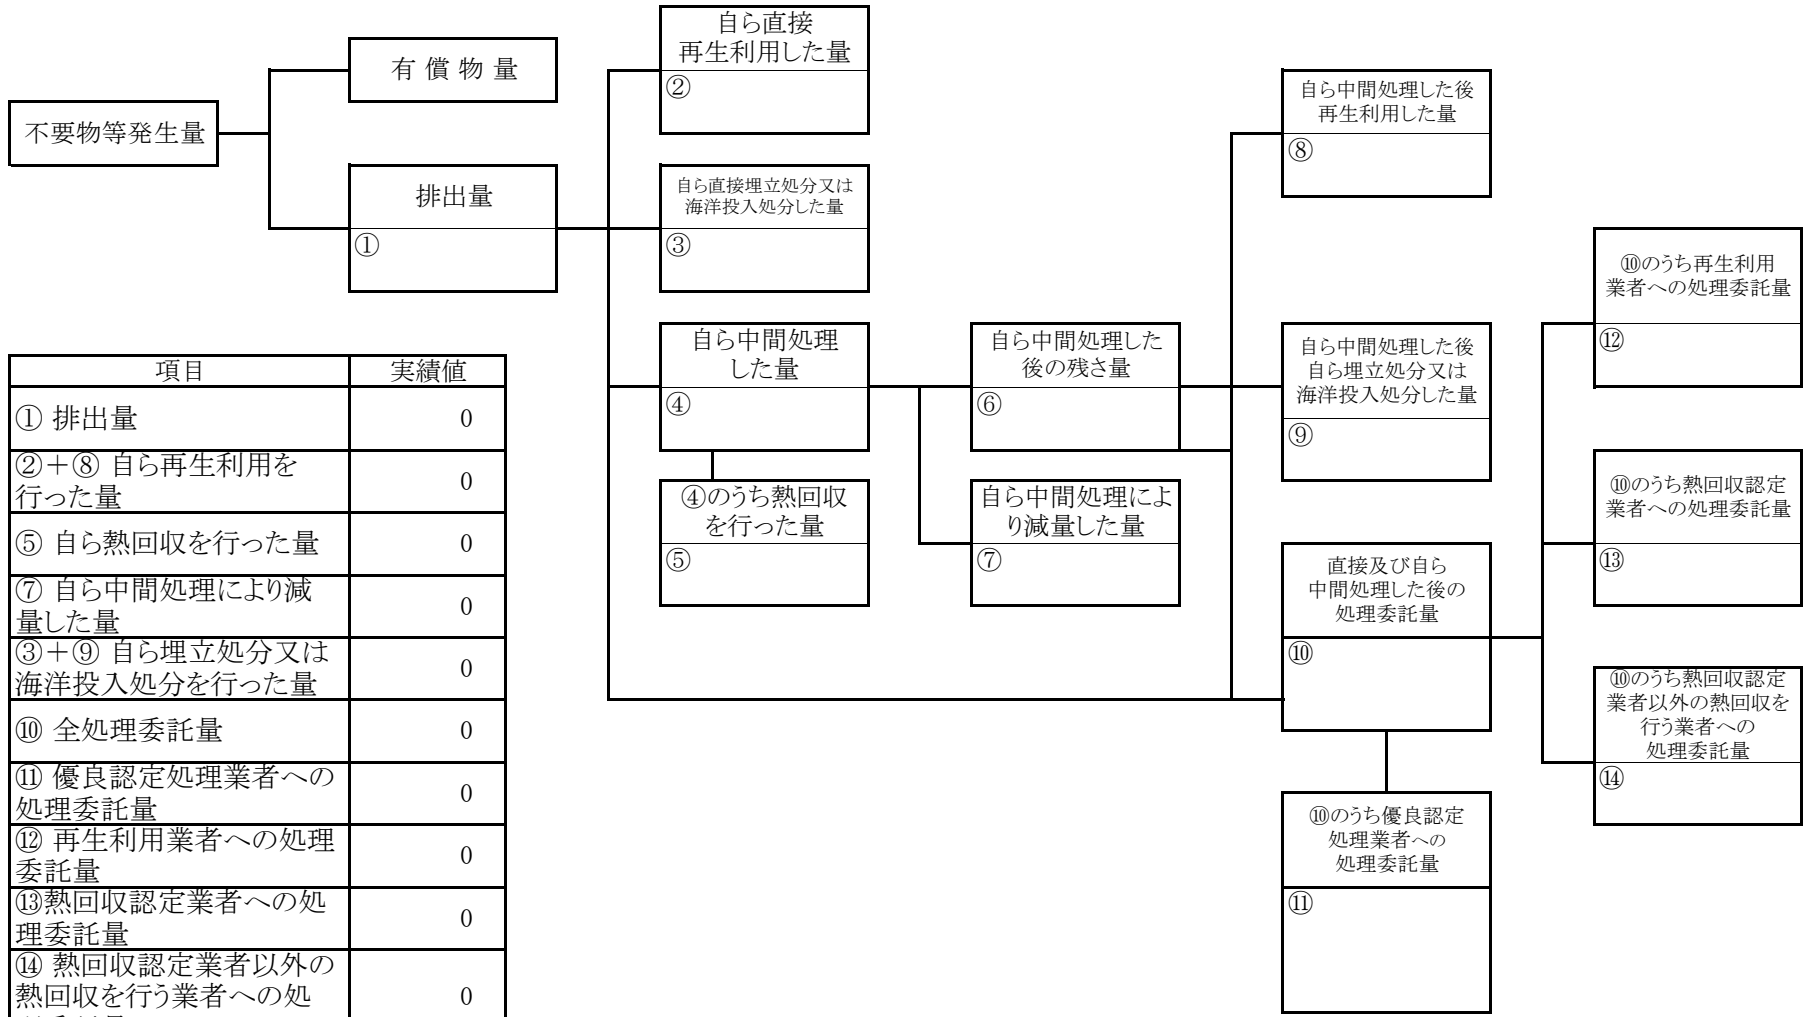 不要物等発生量
有償物量
排出量
①
自ら直接
再生利用した量
②
自ら直接埋立処分又は
海洋投入処分した量
③
自ら中間処理
した量
④
④のうち熱回収
を行った量
⑤
自ら中間処理した
後の残さ量
⑥
自ら中間処理によ
り減量した量
⑦
自ら中間処理した後
再生利用した量
⑧
自ら中間処理した後
自ら埋立処分又は
海洋投入処分した量
⑨
直接及び自ら
中間処理した後の
処理委託量
⑩
⑩のうち優良認定
処理業者への
処理委託量
⑪
⑩のうち再生利用
業者への処理委託量
⑫
⑩のうち熱回収認定
業者への処理委託量
⑬
⑩のうち熱回収認定
業者以外の熱回収を
行う業者への
処理委託量
⑭
項目 実績値
① 排出量 0
②＋⑧ 自ら再生利用を
行った量 0
⑤ 自ら熱回収を行った量 0
⑦ 自ら中間処理により減
量した量 0
③＋⑨ 自ら埋立処分又は
海洋投入処分を行った量 0
⑩ 全処理委託量 0
⑪ 優良認定処理業者への
処理委託量 0
⑫ 再生利用業者への処理
委託量 0
⑬熱回収認定業者への処
理委託量 0
⑭ 熱回収認定業者以外の
熱回収を行う業者への処 0